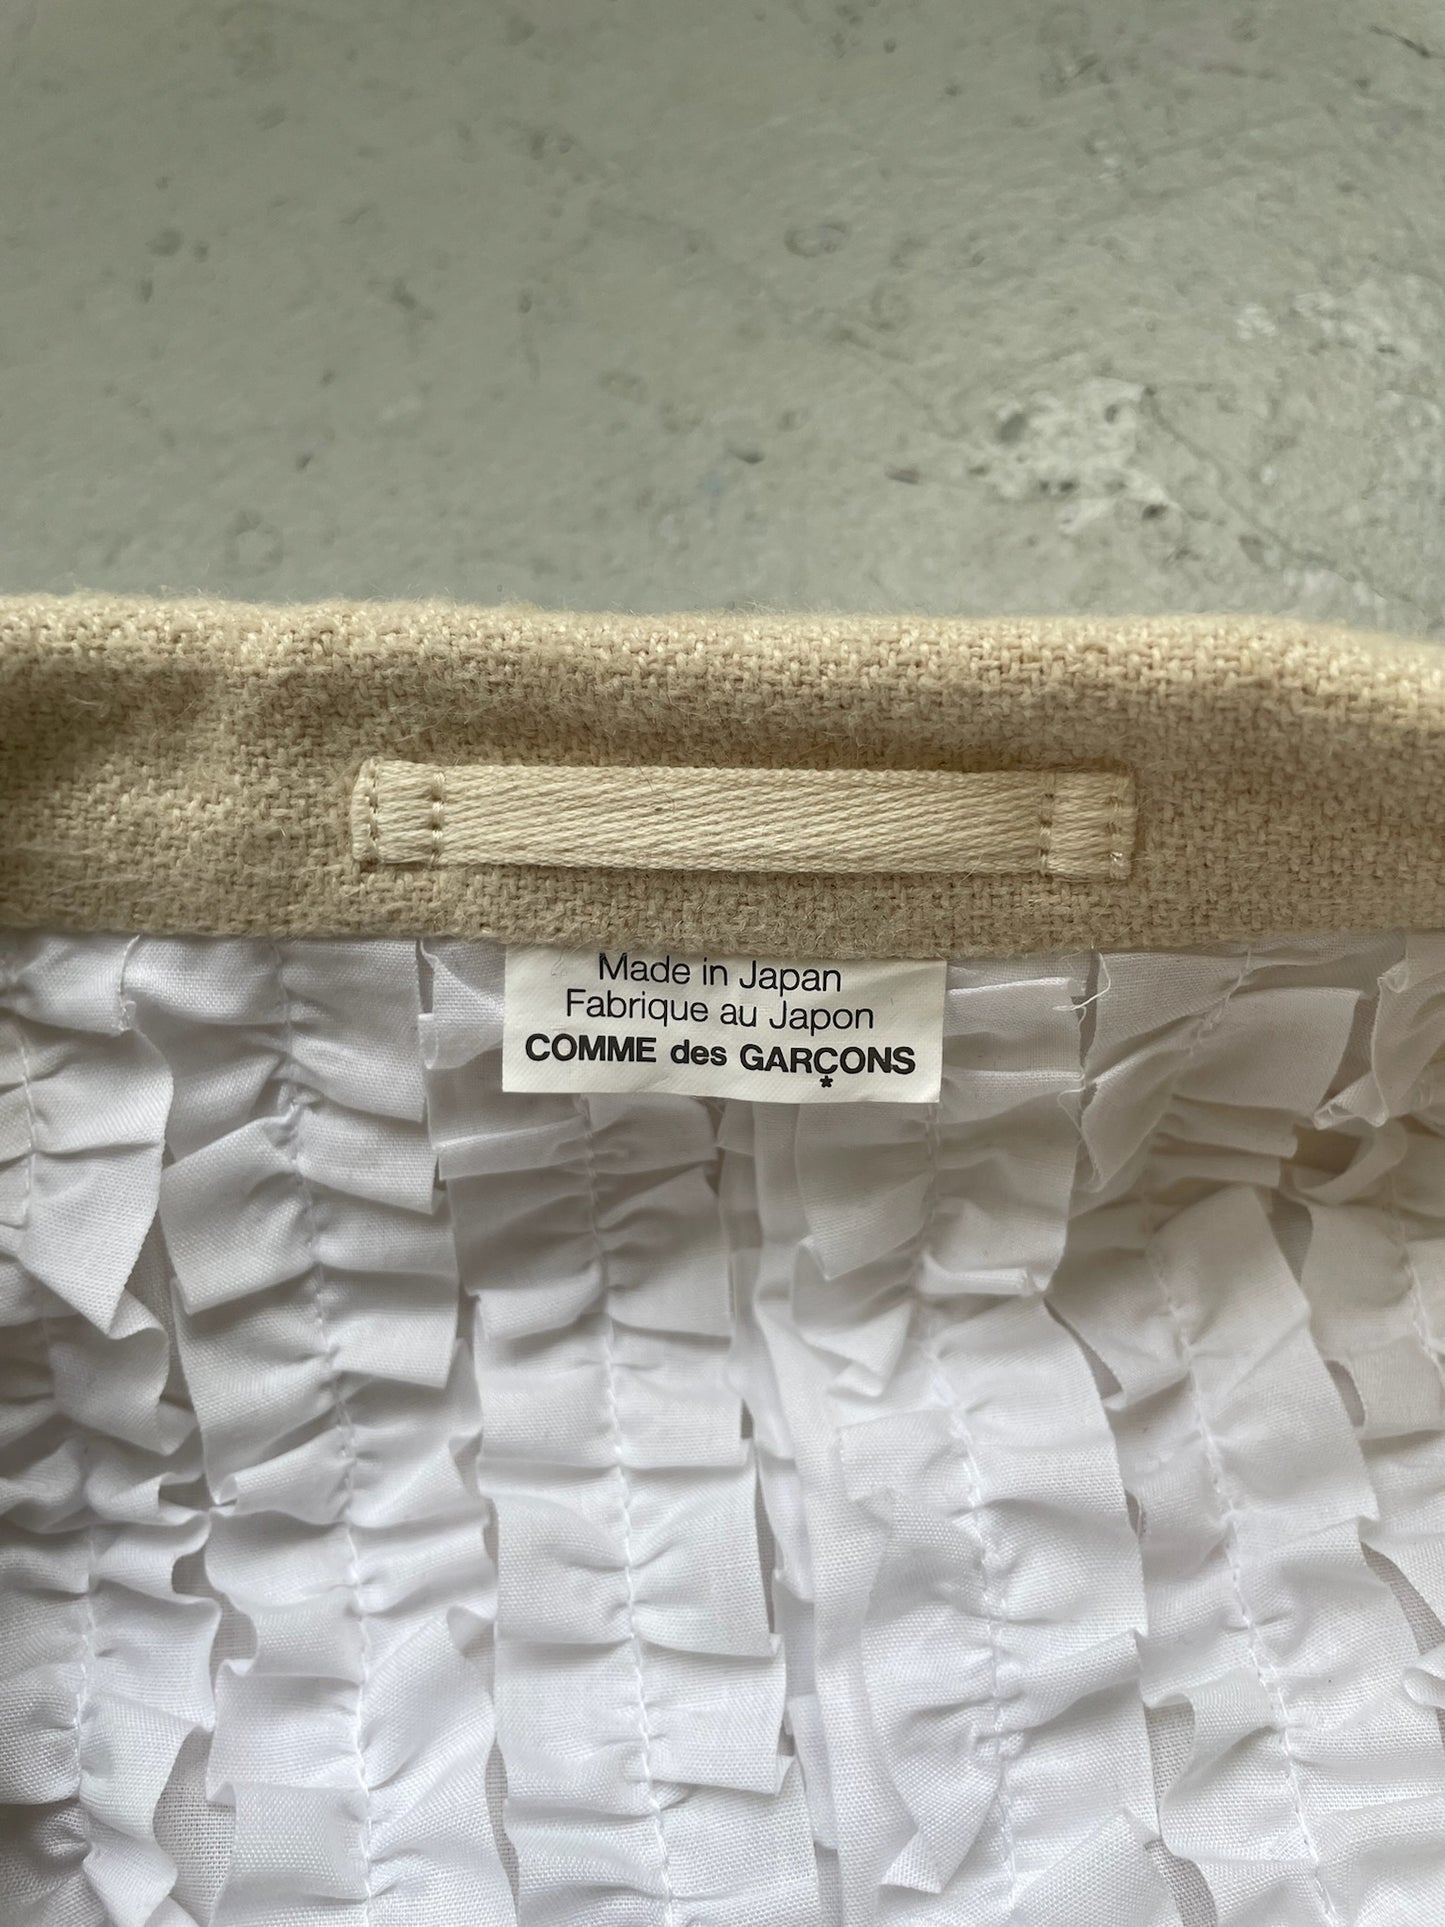 Made in Japan
Fabrique au Japon
COMME des GARÇONS